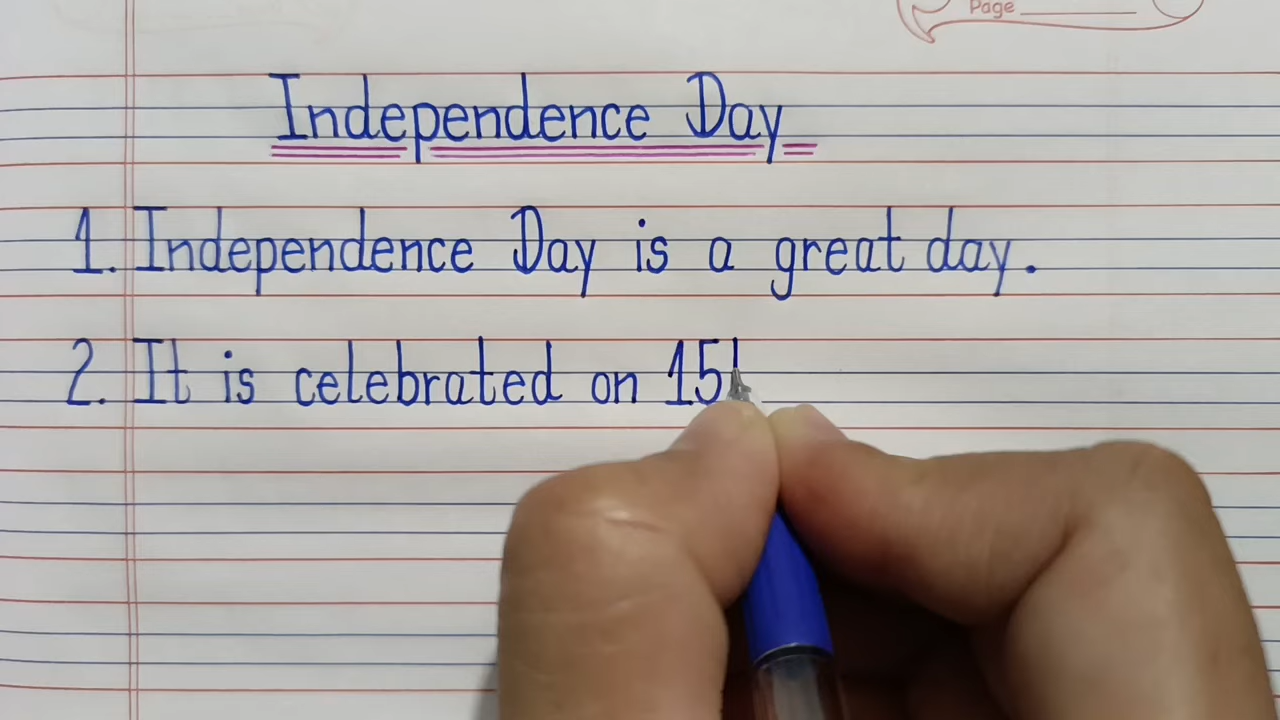 Page
Independence Day
1. Independence Day is a great day.
2. It is celebrated on 15